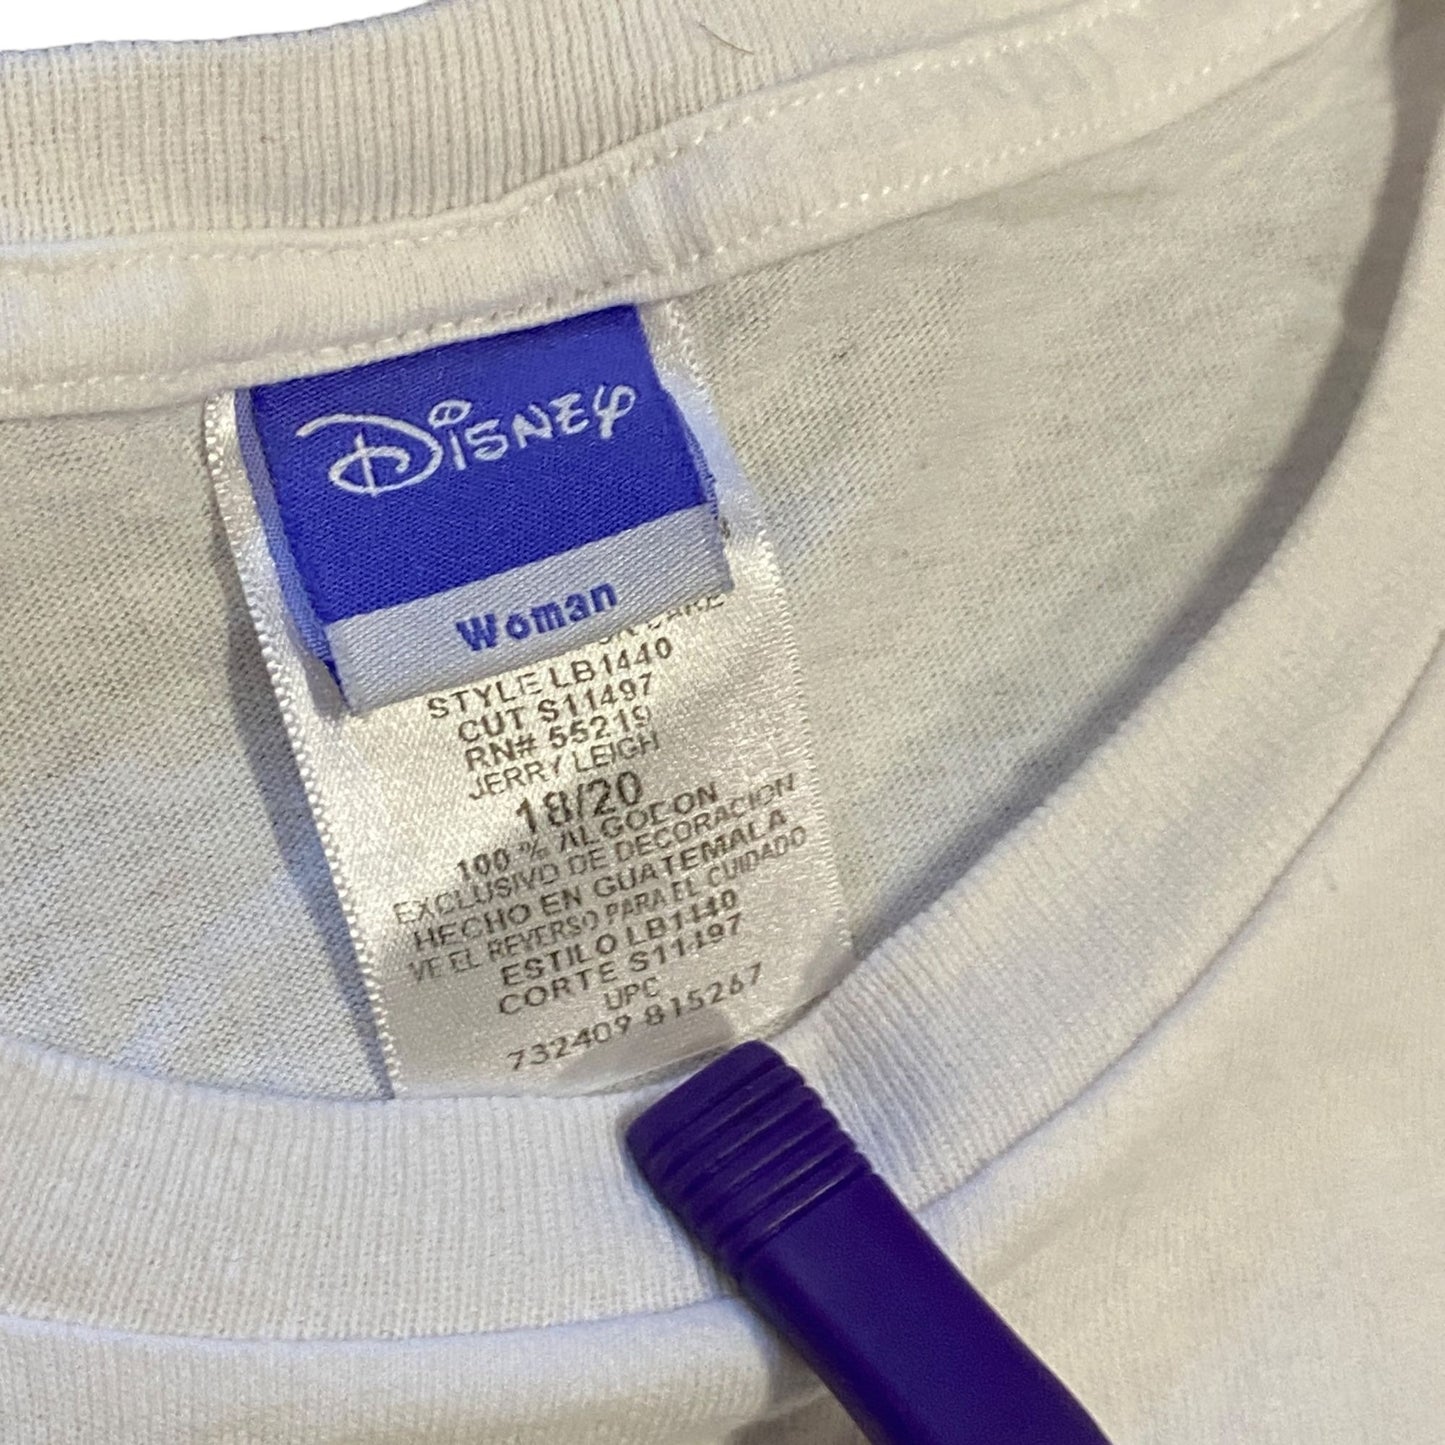 Disney
Woman
CARE
STYLE LB1440
CUT S11497
RN# 55219
JERRY LEIGH
18/20
100 % ALGODON
EXCLUSIVO DE DECORACION
HECHO EN GUATEMALA
VE EL REVERSO PARA EL CUIDADO
ESTILO LB1440
CORTE S11497
UPC
732409 815267